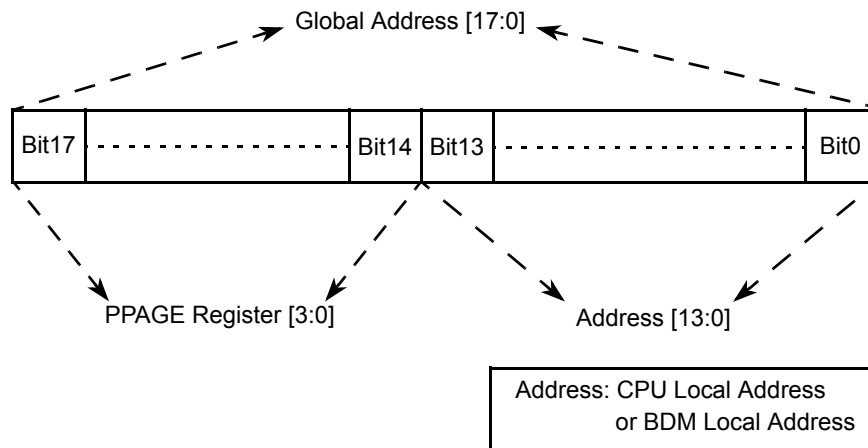 Global Address [17:0]
Bit17 Bit14 Bit13 Bit0
PPAGE Register [3:0]
Address [13:0]
Address: CPU Local Address
or BDM Local Address